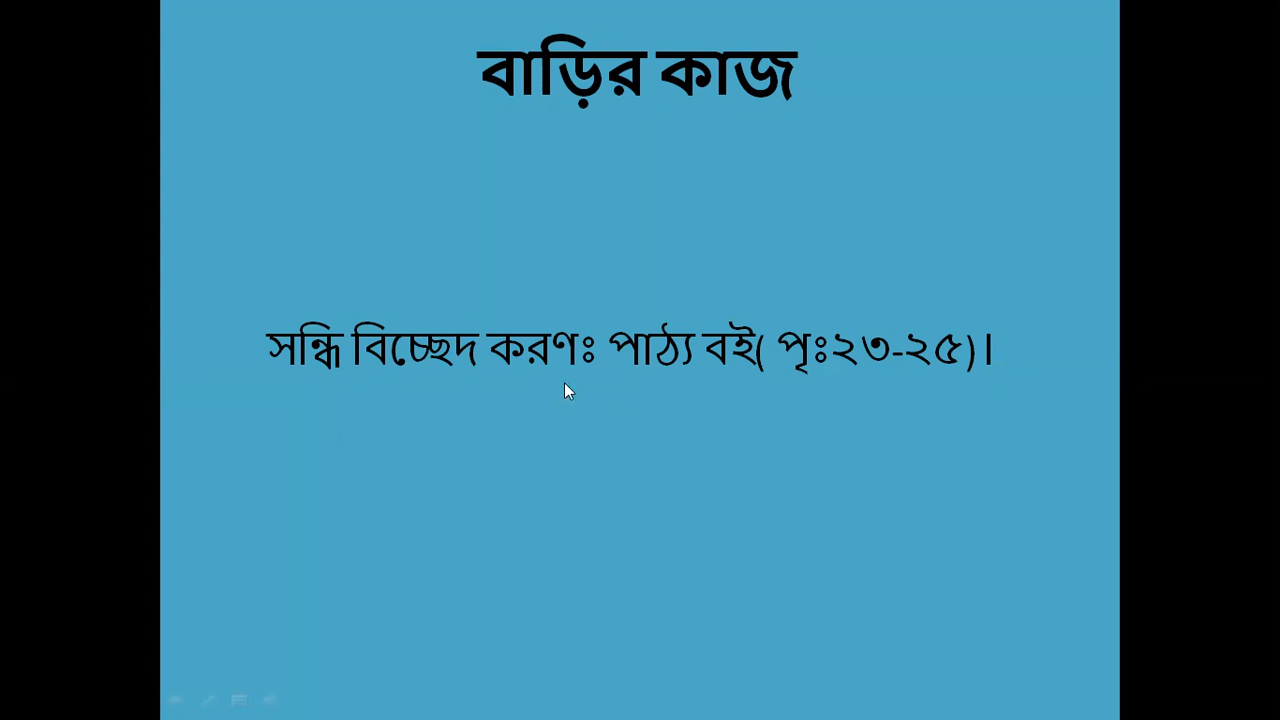 বাড়ির কাজ
সন্ধি বিচ্ছেদ করণঃ পাঠ্য বই( পৃঃ২৩-২৫)।